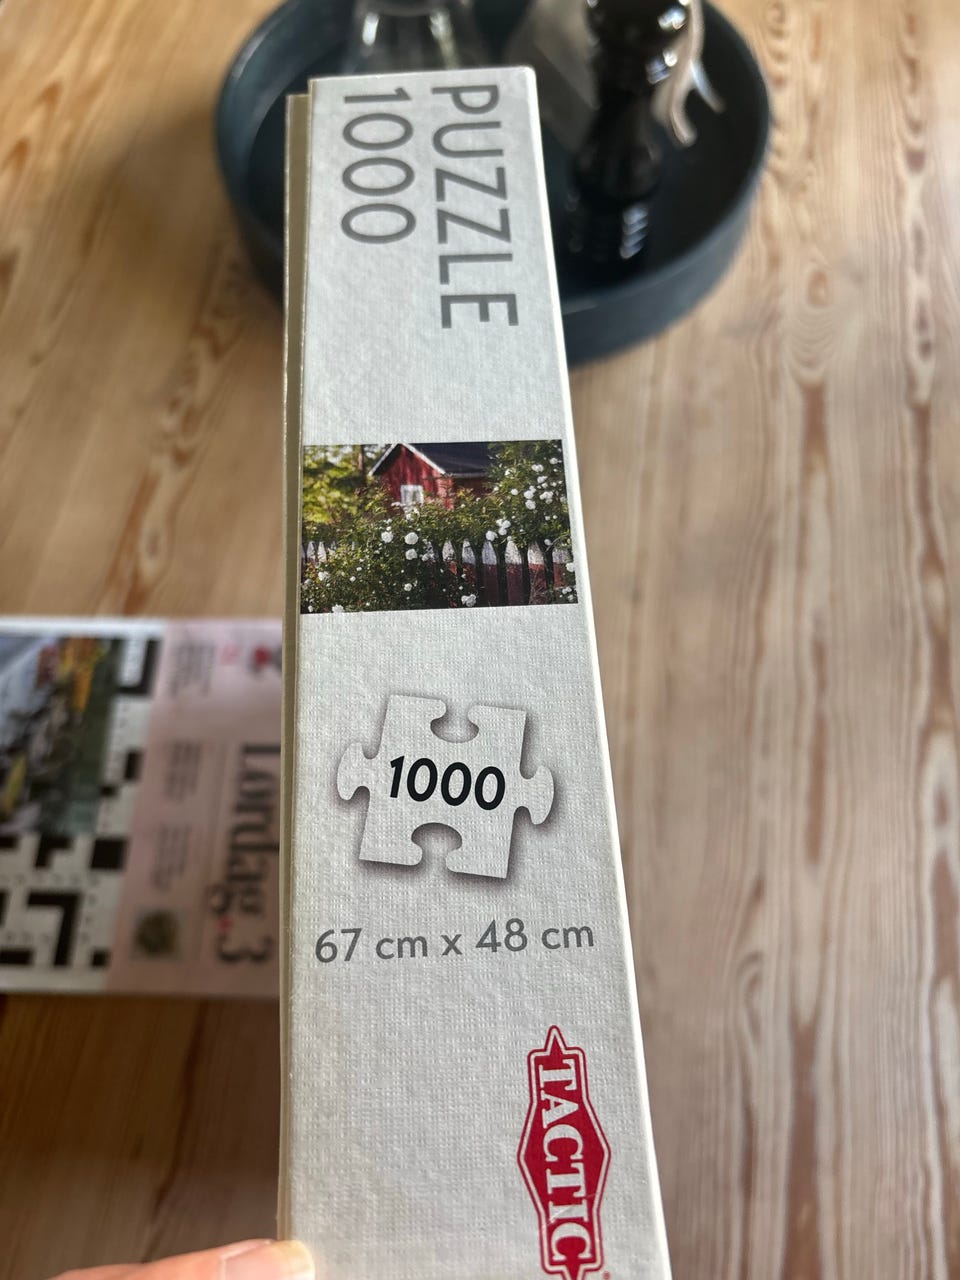 PUZZLE
1000
1000
67 cm x 48 cm
TACTIC
Lördag 3